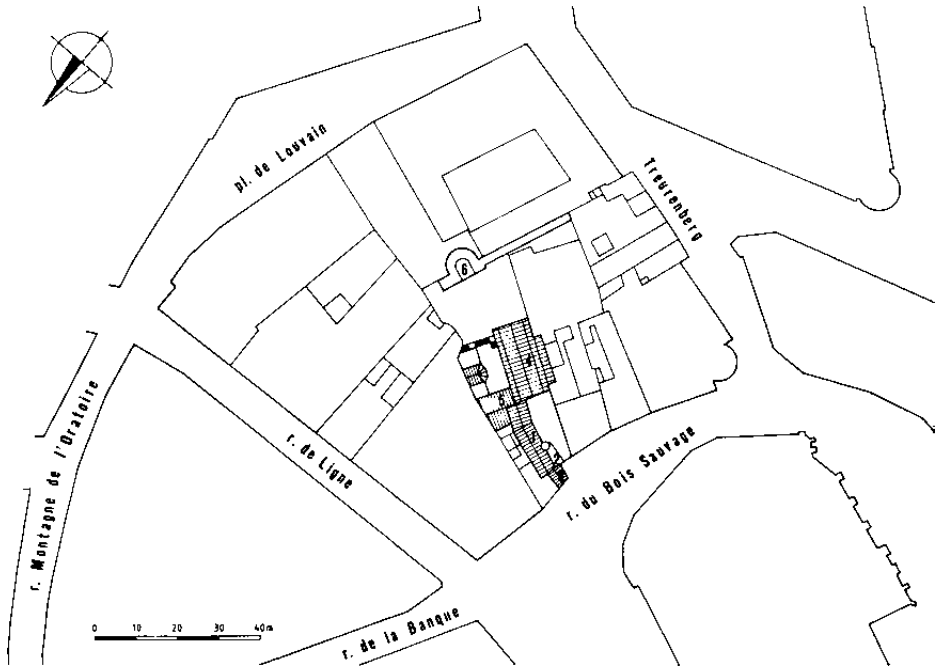 pl. de Louvain
Treurenberg
6
r. Montagne de l'Oratoire
r. de Ligne
r. du Bois Sauvage
r. de la Banque
0 10 20 30 40m